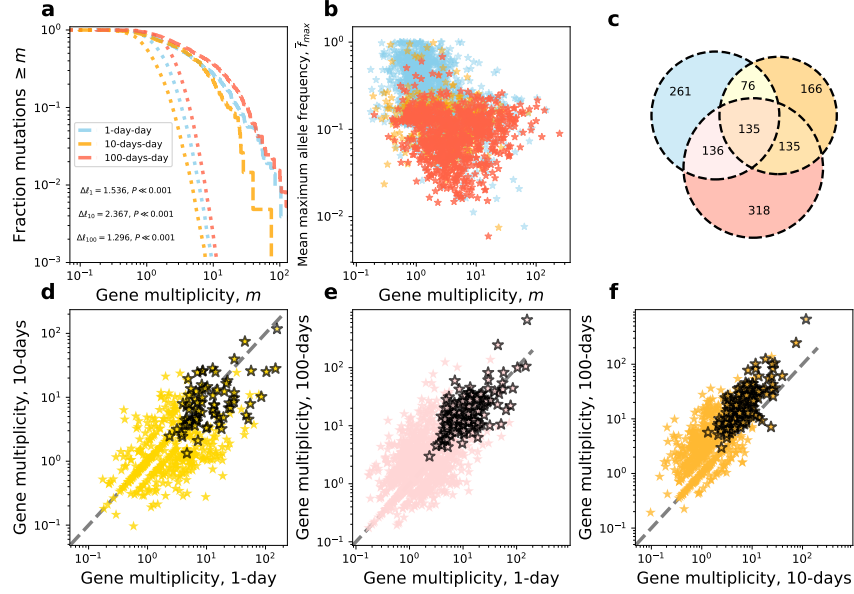 a
Fraction mutations ≥ m
10^0
10^-1
10^-2
10^-3
1-day-day
10-days-day
100-days-day
Δℓ_1 = 1.536, P ≪ 0.001
Δℓ_10 = 2.367, P ≪ 0.001
Δℓ_100 = 1.296, P ≪ 0.001
10^-1 10^0 10^1 10^2
Gene multiplicity, m
b
Mean maximum allele frequency, f̄_max
10^0
10^-1
10^-2
10^-1 10^0 10^1 10^2
Gene multiplicity, m
c
261
76
166
135
136
135
318
d
Gene multiplicity, 10-days
10^2
10^1
10^0
10^-1
10^-1 10^0 10^1 10^2
Gene multiplicity, 1-day
e
Gene multiplicity, 100-days
10^2
10^1
10^0
10^-1
10^-1 10^0 10^1 10^2
Gene multiplicity, 1-day
f
Gene multiplicity, 100-days
10^2
10^1
10^0
10^-1
10^-1 10^0 10^1 10^2
Gene multiplicity, 10-days